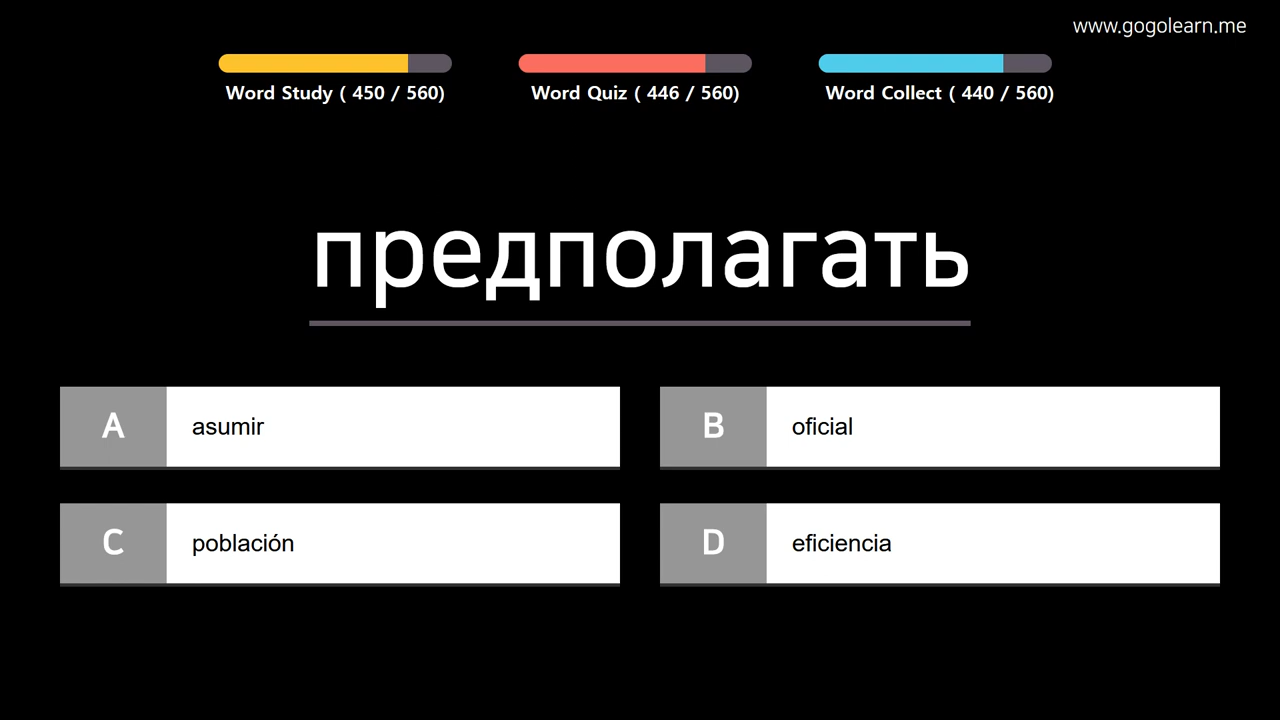 www.gogolearn.me
Word Study ( 450 / 560)
Word Quiz ( 446 / 560)
Word Collect ( 440 / 560)
предполагать
A asumir
B oficial
C población
D eficiencia